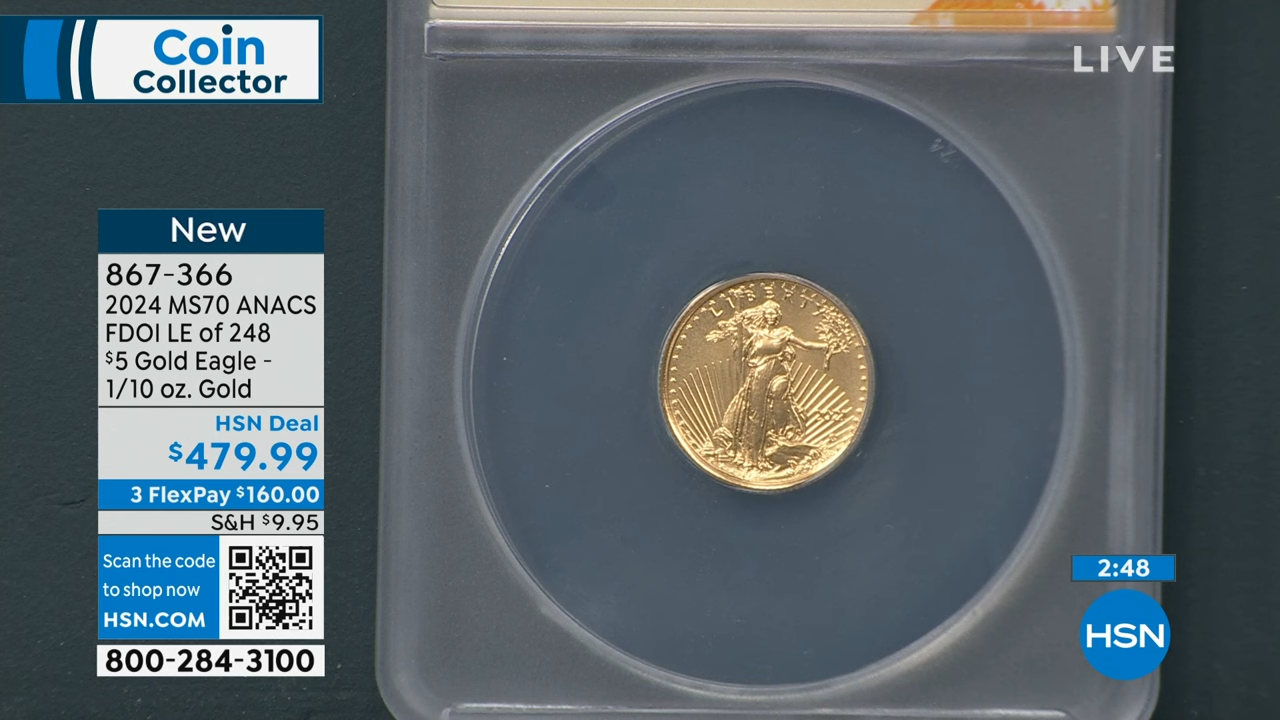 Coin
Collector
LIVE
New
867-366
2024 MS70 ANACS
FDOI LE of 248
$5 Gold Eagle -
1/10 oz. Gold
HSN Deal
$479.99
3 FlexPay $160.00
S&H $9.95
Scan the code
to shop now
HSN.COM
800-284-3100
LIBERTY
2:48
HSN